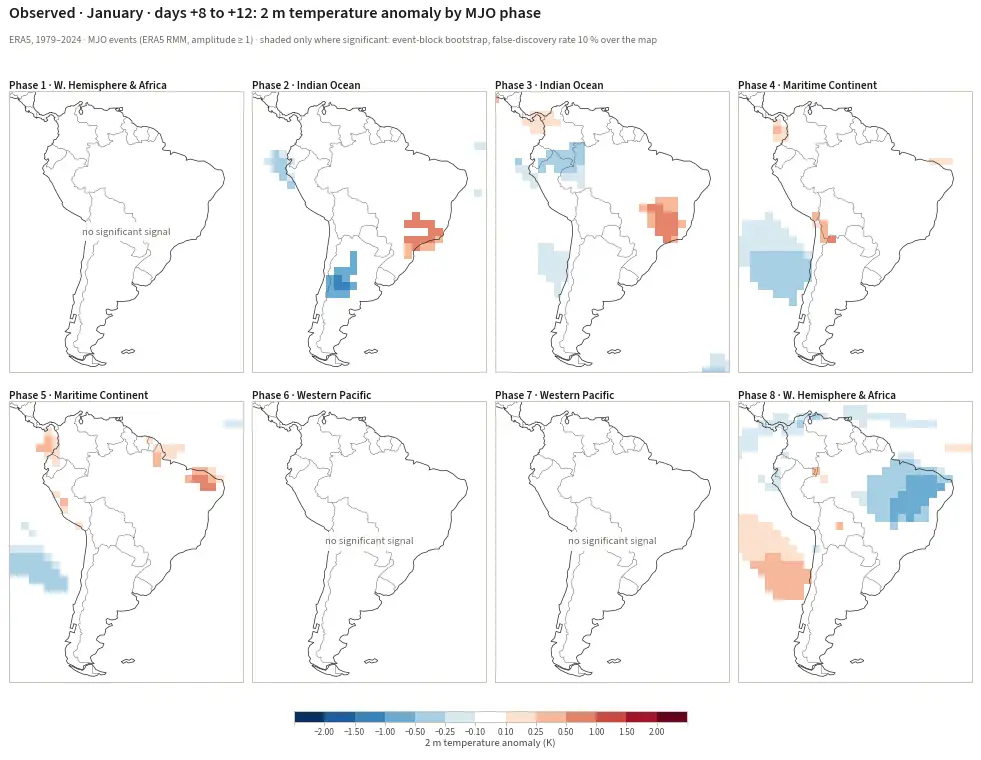 Observed · January · days +8 to +12: 2 m temperature anomaly by MJO phase
ERA5, 1979–2024 · MJO events (ERA5 RMM, amplitude ≥ 1) · shaded only where significant: event-block bootstrap, false-discovery rate 10 % over the map
Phase 1 · W. Hemisphere & Africa
Phase 2 · Indian Ocean
Phase 3 · Indian Ocean
Phase 4 · Maritime Continent
no significant signal
Phase 5 · Maritime Continent
Phase 6 · Western Pacific
Phase 7 · Western Pacific
Phase 8 · W. Hemisphere & Africa
no significant signal
no significant signal
−2.00 −1.50 −1.00 −0.50 −0.25 −0.10 0.10 0.25 0.50 1.00 1.50 2.00
2 m temperature anomaly (K)